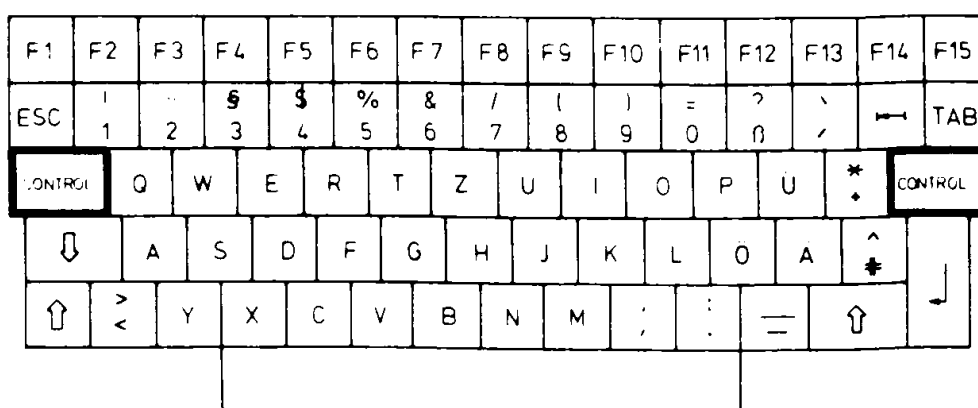 F1 F2 F3 F4 F5 F6 F7 F8 F9 F10 F11 F12 F13 F14 F15
! " § $ % & / ( ) = ? `
ESC 1 2 3 4 5 6 7 8 9 0 ß ´ TAB
CONTROL Q W E R T Z U I O P Ü * + CONTROL
A S D F G H J K L Ö Ä ^ #
> < Y X C V B N M ; , : . _ -